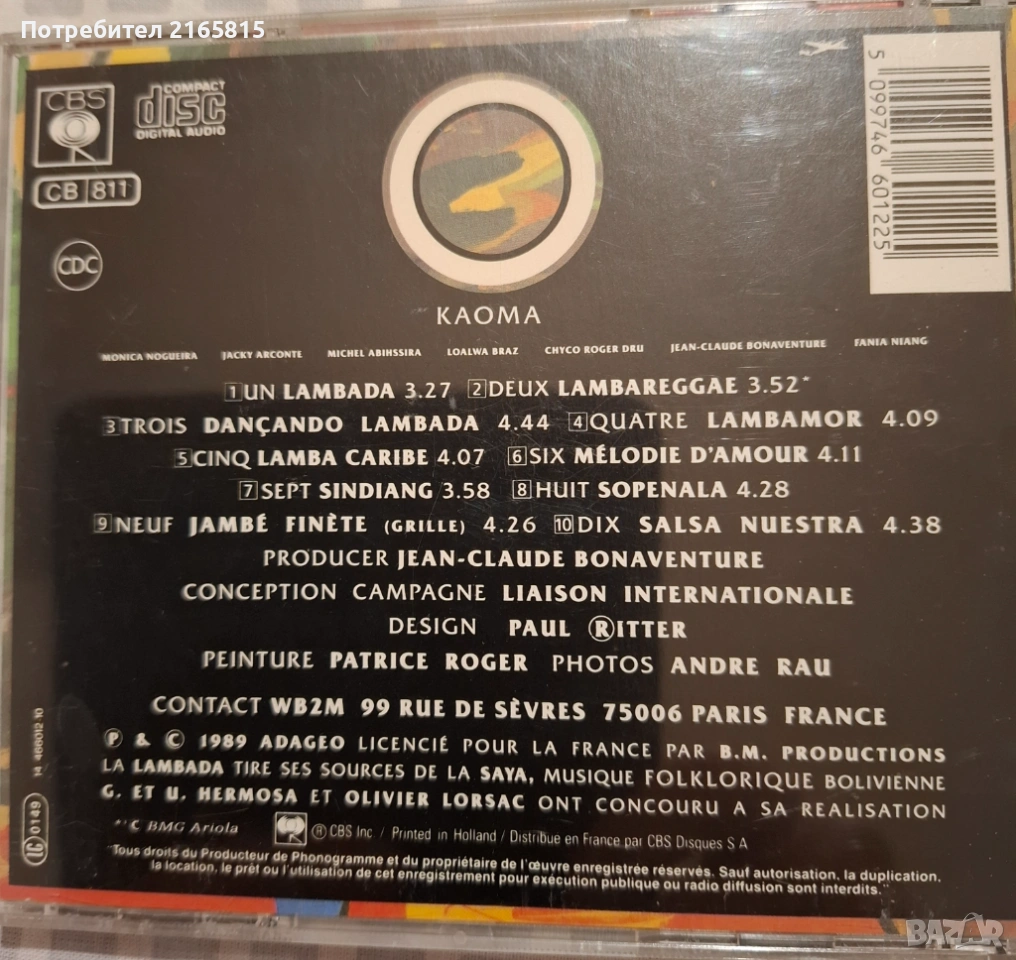 Потребител 2165815
CBS
COMPACT
disc
DIGITAL AUDIO
CB 811
CDC
5 099746 601225
KAOMA
MONICA NOGUEIRA JACKY ARCONTE MICHEL ABIHSSIRA LOALWA BRAZ CHYCO ROGER DRU JEAN-CLAUDE BONAVENTURE FANIA NIANG
1 UN LAMBADA 3.27 2 DEUX LAMBAREGGAE 3.52*
3 TROIS DANÇANDO LAMBADA 4.44 4 QUATRE LAMBAMOR 4.09
5 CINQ LAMBA CARIBE 4.07 6 SIX MÉLODIE D'AMOUR 4.11
7 SEPT SINDIANG 3.58 8 HUIT SOPENALA 4.28
9 NEUF JAMBÉ FINÈTE (GRILLE) 4.26 10 DIX SALSA NUESTRA 4.38
PRODUCER JEAN-CLAUDE BONAVENTURE
CONCEPTION CAMPAGNE LIAISON INTERNATIONALE
DESIGN PAUL RITTER
PEINTURE PATRICE ROGER PHOTOS ANDRE RAU
CONTACT WB2M 99 RUE DE SÈVRES 75006 PARIS FRANCE
℗ & © 1989 ADAGEO LICENCIÉ POUR LA FRANCE PAR B.M. PRODUCTIONS
LA LAMBADA TIRE SES SOURCES DE LA SAYA, MUSIQUE FOLKLORIQUE BOLIVIENNE
G. ET U. HERMOSA ET OLIVIER LORSAC ONT CONCOURU A SA REALISATION
*℗ © BMG Ariola
® CBS Inc. / Printed in Holland / Distribue en France par CBS Disques S A
"Tous droits du Producteur de Phonogramme et du propriétaire de l'œuvre enregistrée réservés. Sauf autorisation, la duplication,
la location, le prêt ou l'utilisation de cet enregistrement pour exécution publique ou radio diffusion sont interdits."
14 466012 10
LC 0149
BAZAR